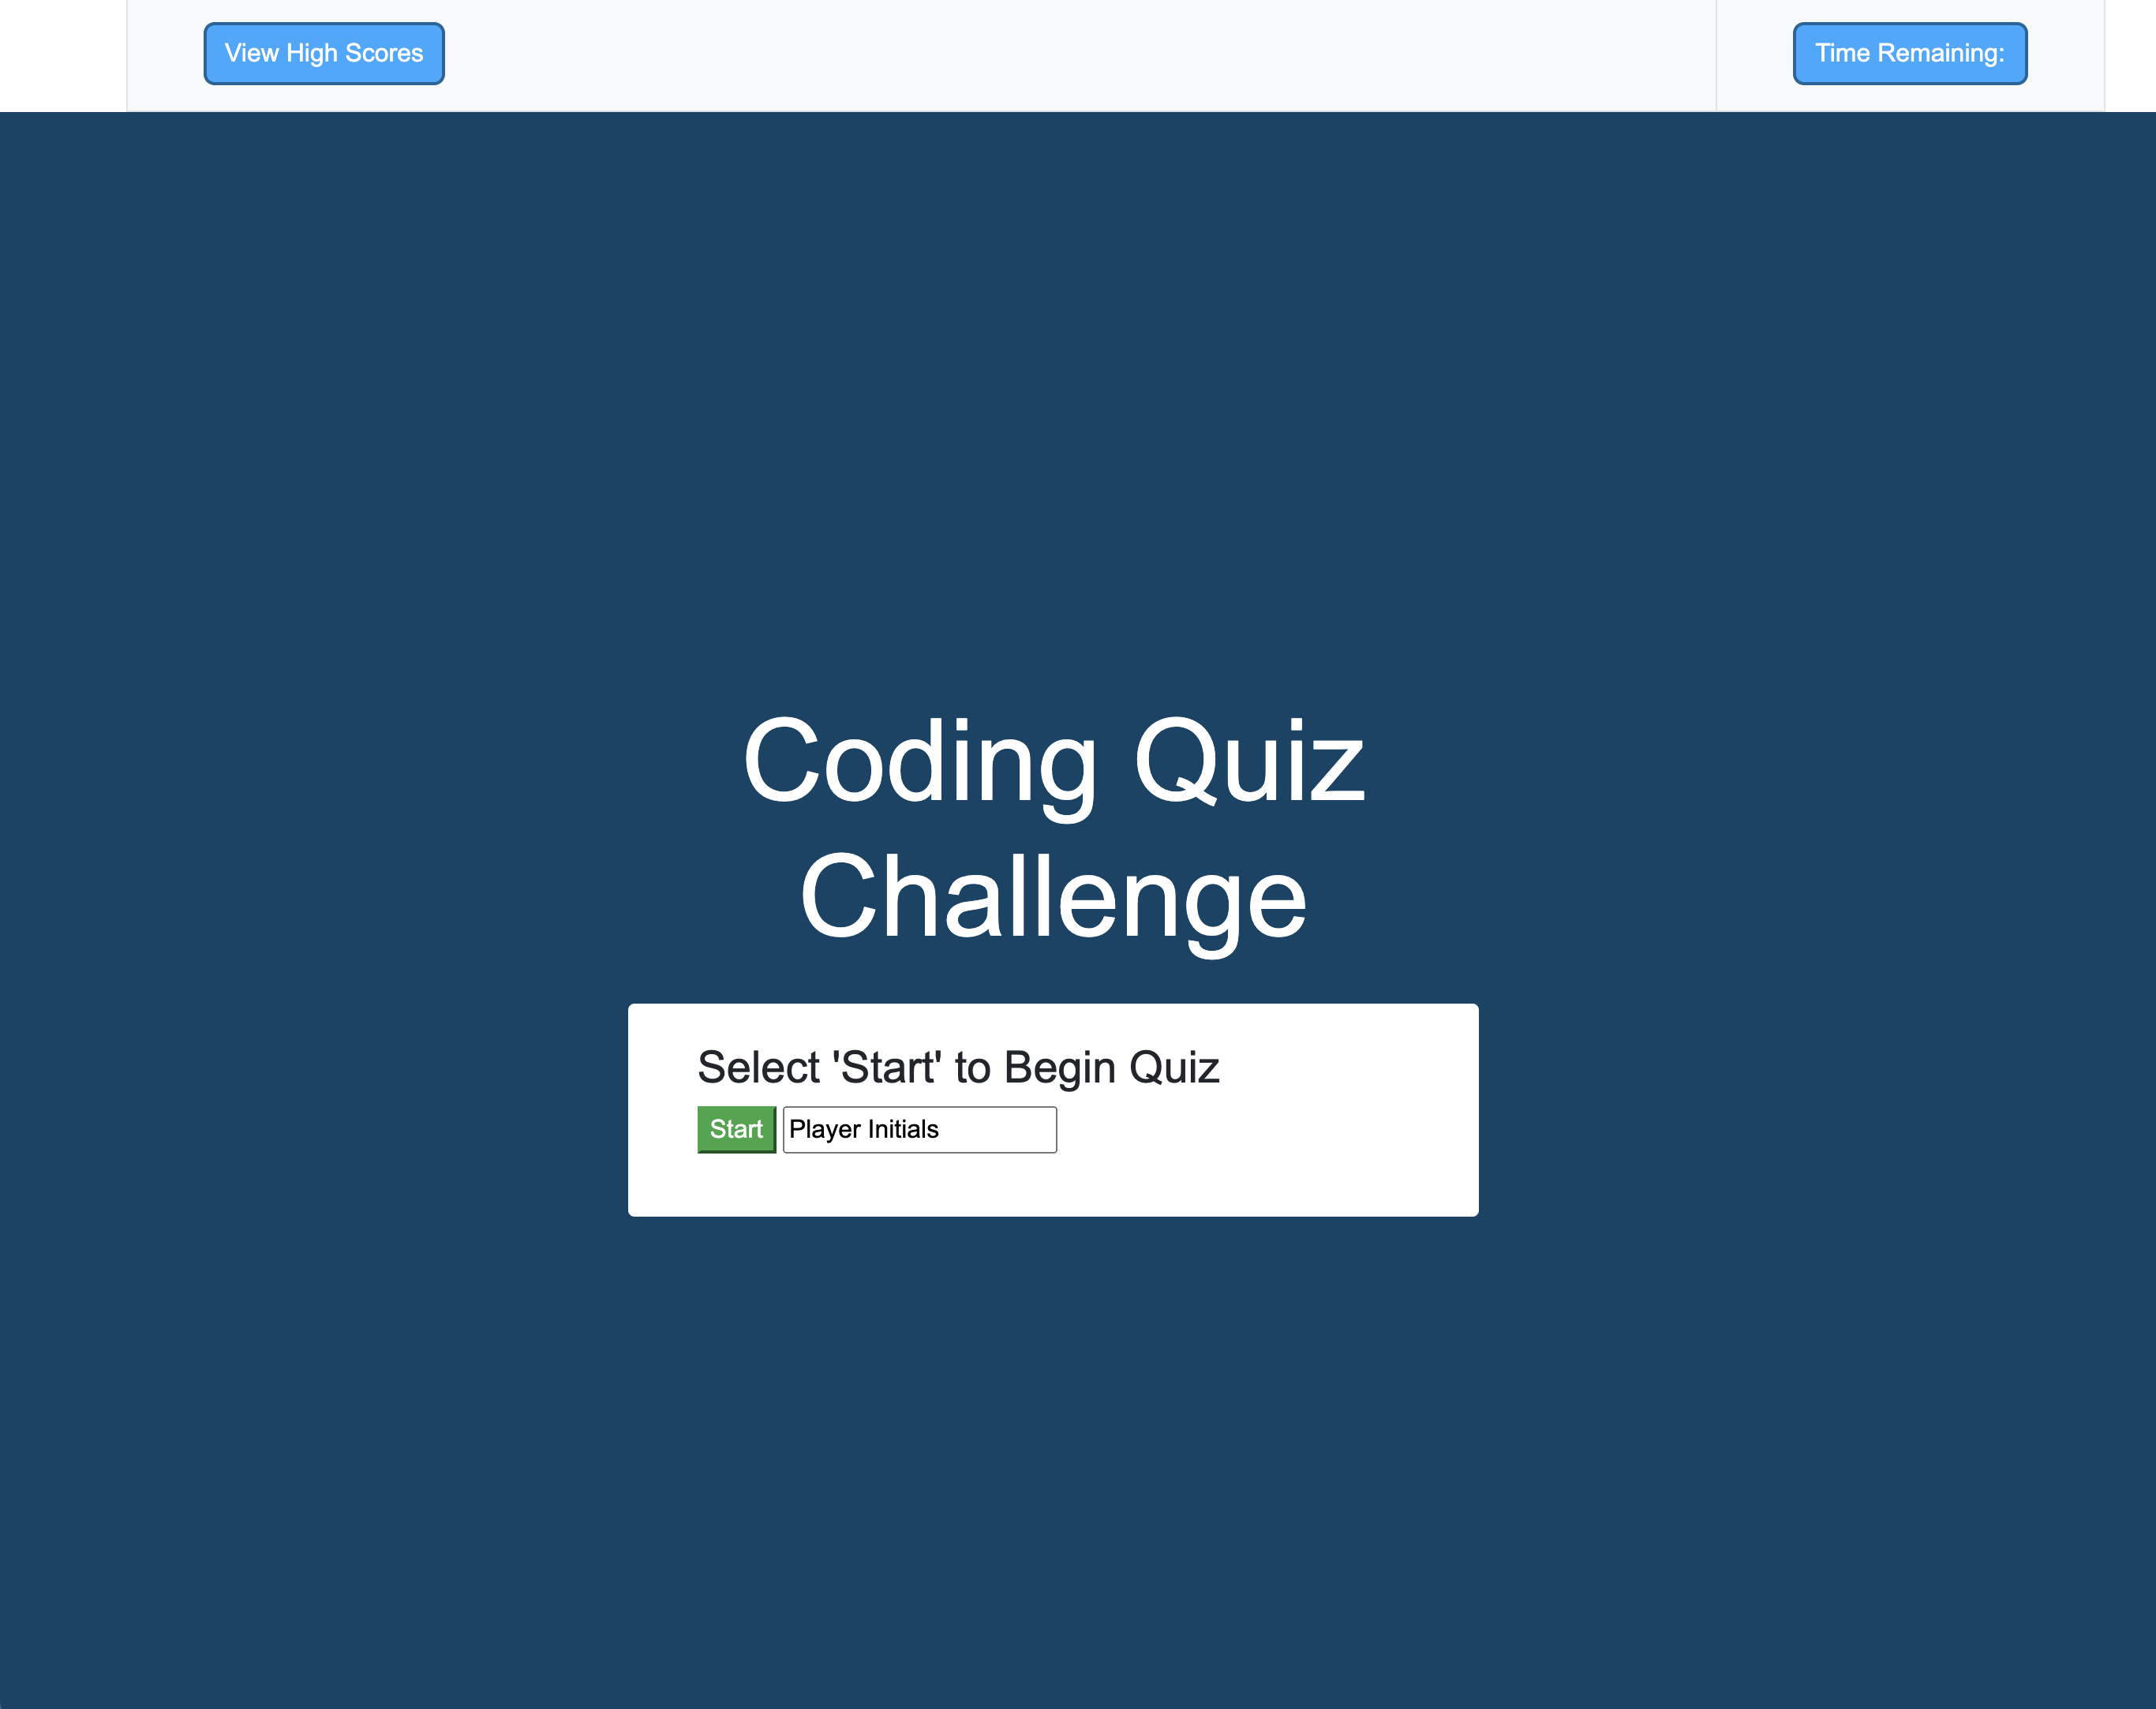 View High Scores
Time Remaining:
Coding Quiz
Challenge
Select 'Start' to Begin Quiz
Start
Player Initials